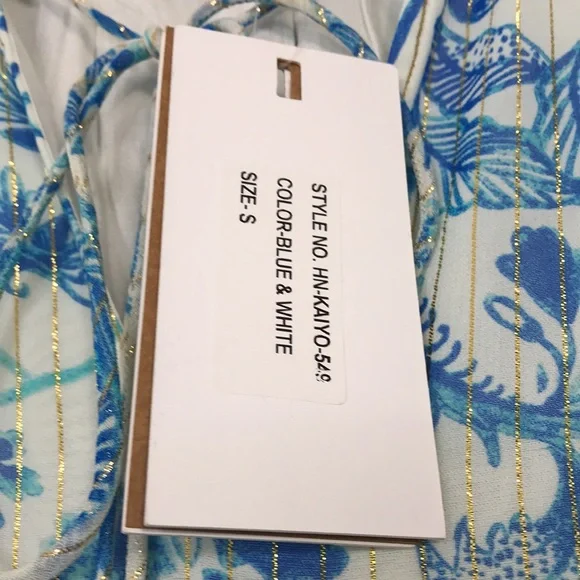 STYLE NO. HN-KAIYO-549
COLOR-BLUE & WHITE
SIZE- S